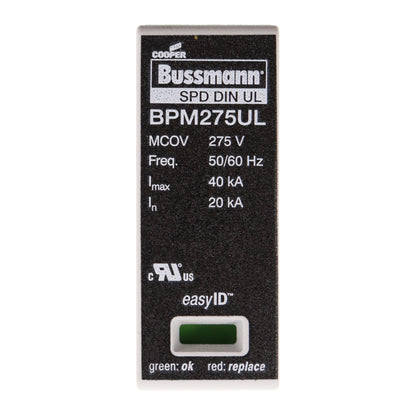 COOPER
Bussmann®
SPD DIN UL
BPM275UL
MCOV 275 V
Freq. 50/60 Hz
Imax 40 kA
In 20 kA
c RU us
easyID™
green: ok red: replace